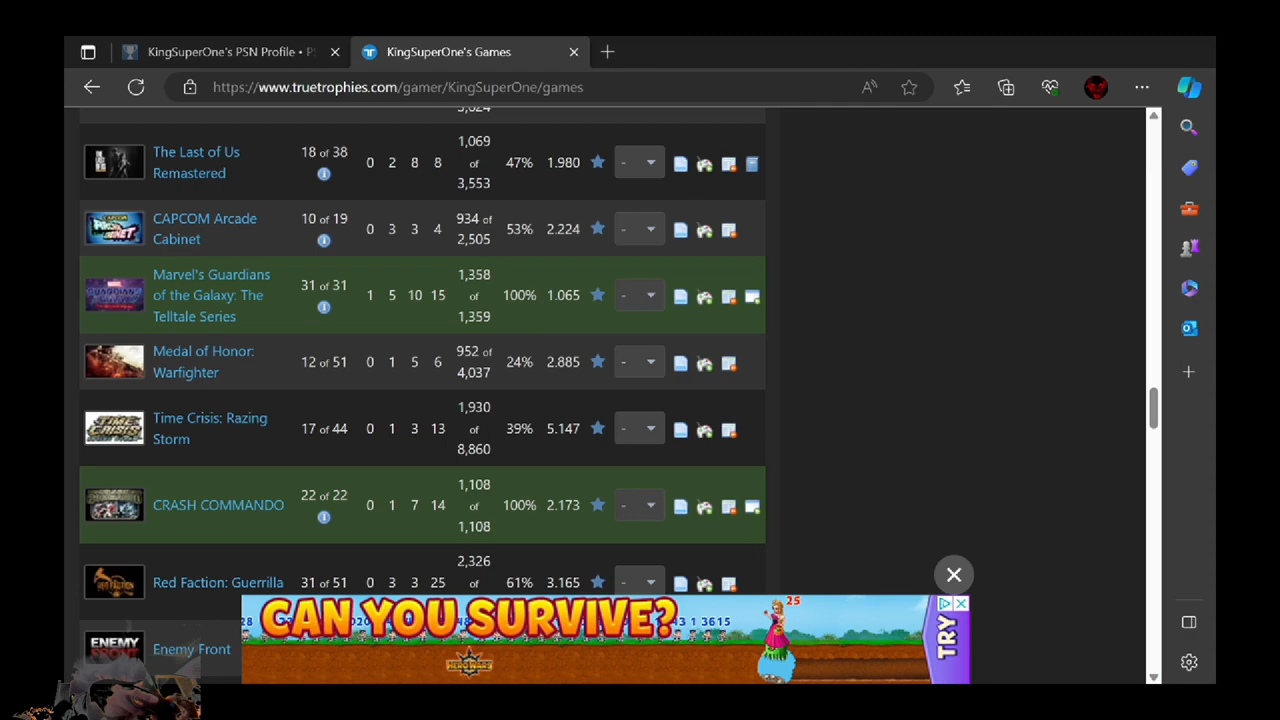 KingSuperOne's PSN Profile • P
KingSuperOne's Games
https://www.truetrophies.com/gamer/KingSuperOne/games
3,024
The Last of Us
Remastered
18 of 38
0 2 8 8
1,069
of
3,553
47% 1.980
-
CAPCOM Arcade
Cabinet
10 of 19
0 3 3 4
934 of
2,505
53% 2.224
-
Marvel's Guardians
of the Galaxy: The
Telltale Series
31 of 31
1 5 10 15
1,358
of
1,359
100% 1.065
-
Medal of Honor:
Warfighter
12 of 51
0 1 5 6
952 of
4,037
24% 2.885
-
Time Crisis: Razing
Storm
17 of 44
0 1 3 13
1,930
of
8,860
39% 5.147
-
CRASH COMMANDO
22 of 22
0 1 7 14
1,108
of
1,108
100% 2.173
-
Red Faction: Guerrilla
31 of 51
0 3 3 25
2,326
of
61% 3.165
-
ENEMY
FRONT
Enemy Front
CAN YOU SURVIVE?
25
HERO WARS
TRY